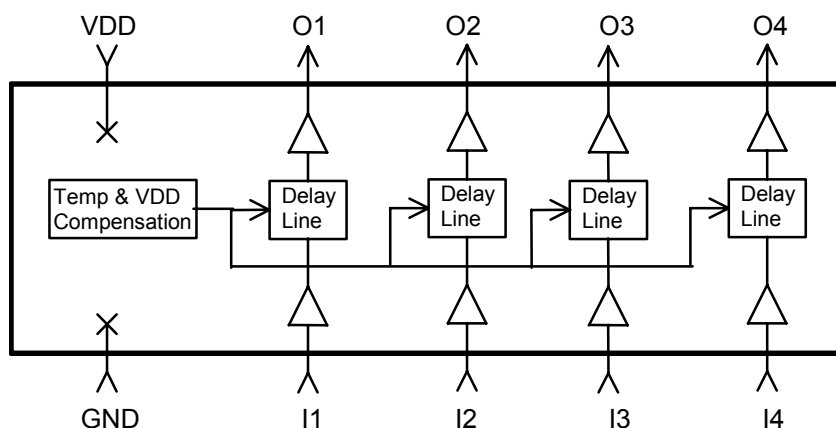 VDD O1 O2 O3 O4
Temp & VDD
Compensation
Delay
Line
Delay
Line
Delay
Line
Delay
Line
GND I1 I2 I3 I4